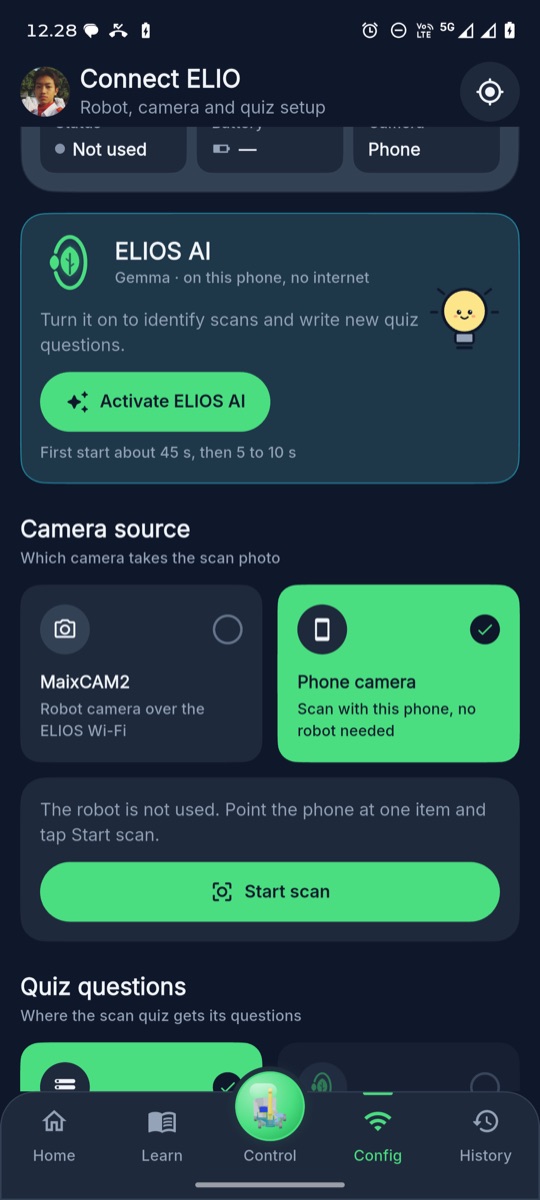 12.28
Vo))
LTE
5G
Connect ELIO
Robot, camera and quiz setup
Not used
—
Phone
ELIOS AI
Gemma · on this phone, no internet
Turn it on to identify scans and write new quiz
questions.
Activate ELIOS AI
First start about 45 s, then 5 to 10 s
Camera source
Which camera takes the scan photo
MaixCAM2
Robot camera over the
ELIOS Wi-Fi
Phone camera
Scan with this phone, no
robot needed
The robot is not used. Point the phone at one item and
tap Start scan.
Start scan
Quiz questions
Where the scan quiz gets its questions
Home
Learn
Control
Config
History